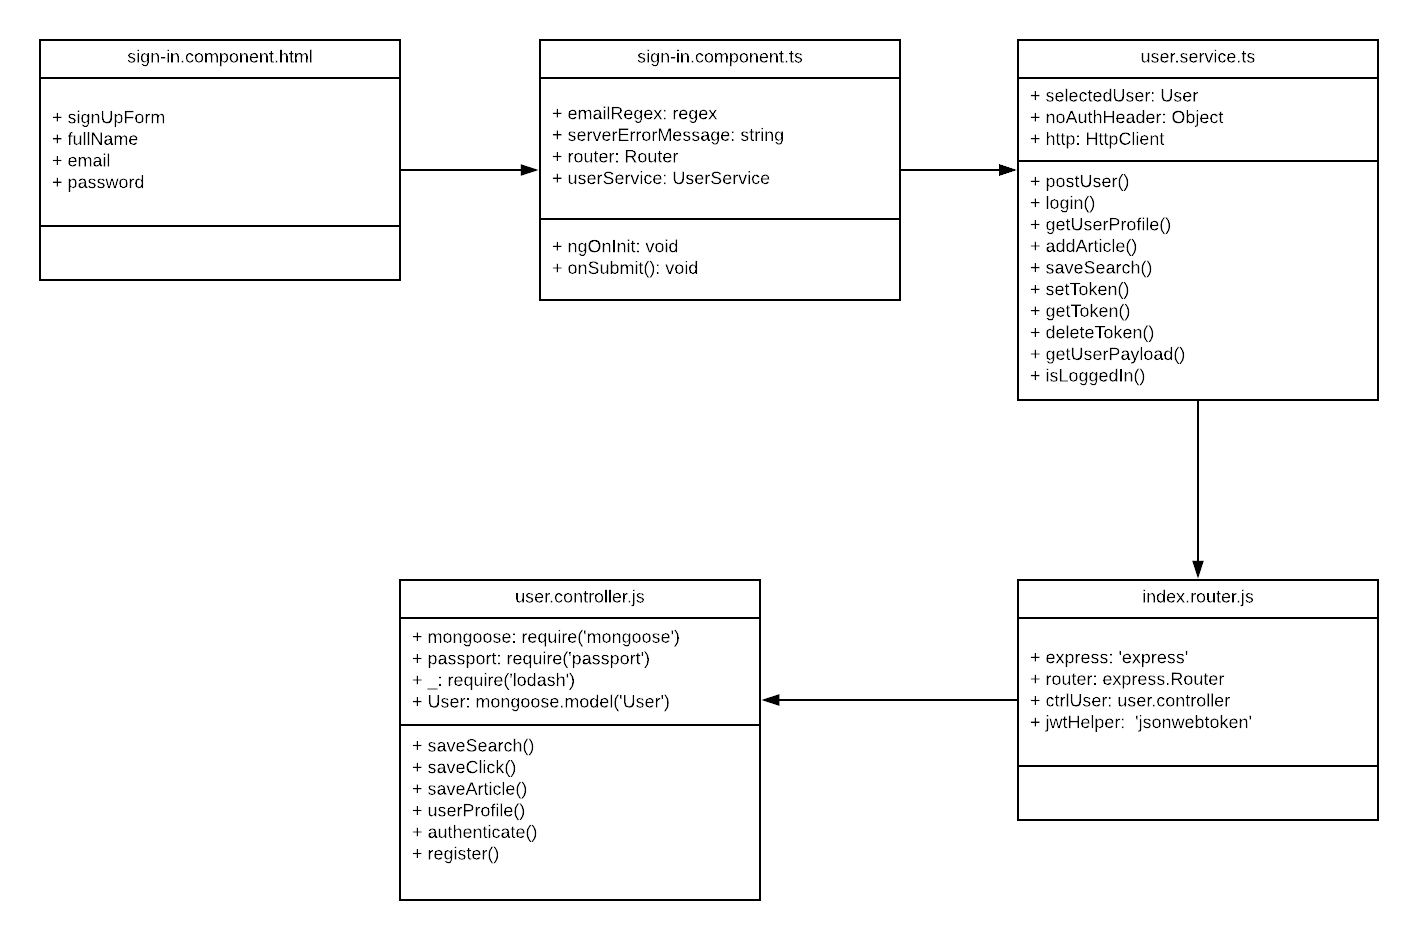 sign-in.component.html
+ signUpForm
+ fullName
+ email
+ password
sign-in.component.ts
+ emailRegex: regex
+ serverErrorMessage: string
+ router: Router
+ userService: UserService
+ ngOnInit: void
+ onSubmit(): void
user.service.ts
+ selectedUser: User
+ noAuthHeader: Object
+ http: HttpClient
+ postUser()
+ login()
+ getUserProfile()
+ addArticle()
+ saveSearch()
+ setToken()
+ getToken()
+ deleteToken()
+ getUserPayload()
+ isLoggedIn()
user.controller.js
+ mongoose: require('mongoose')
+ passport: require('passport')
+ _: require('lodash')
+ User: mongoose.model('User')
+ saveSearch()
+ saveClick()
+ saveArticle()
+ userProfile()
+ authenticate()
+ register()
index.router.js
+ express: 'express'
+ router: express.Router
+ ctrlUser: user.controller
+ jwtHelper:  'jsonwebtoken'